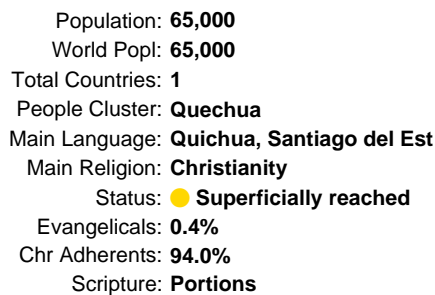 Population: 65,000
World Popl: 65,000
Total Countries: 1
People Cluster: Quechua
Main Language: Quichua, Santiago del Est
Main Religion: Christianity
Status: Superficially reached
Evangelicals: 0.4%
Chr Adherents: 94.0%
Scripture: Portions